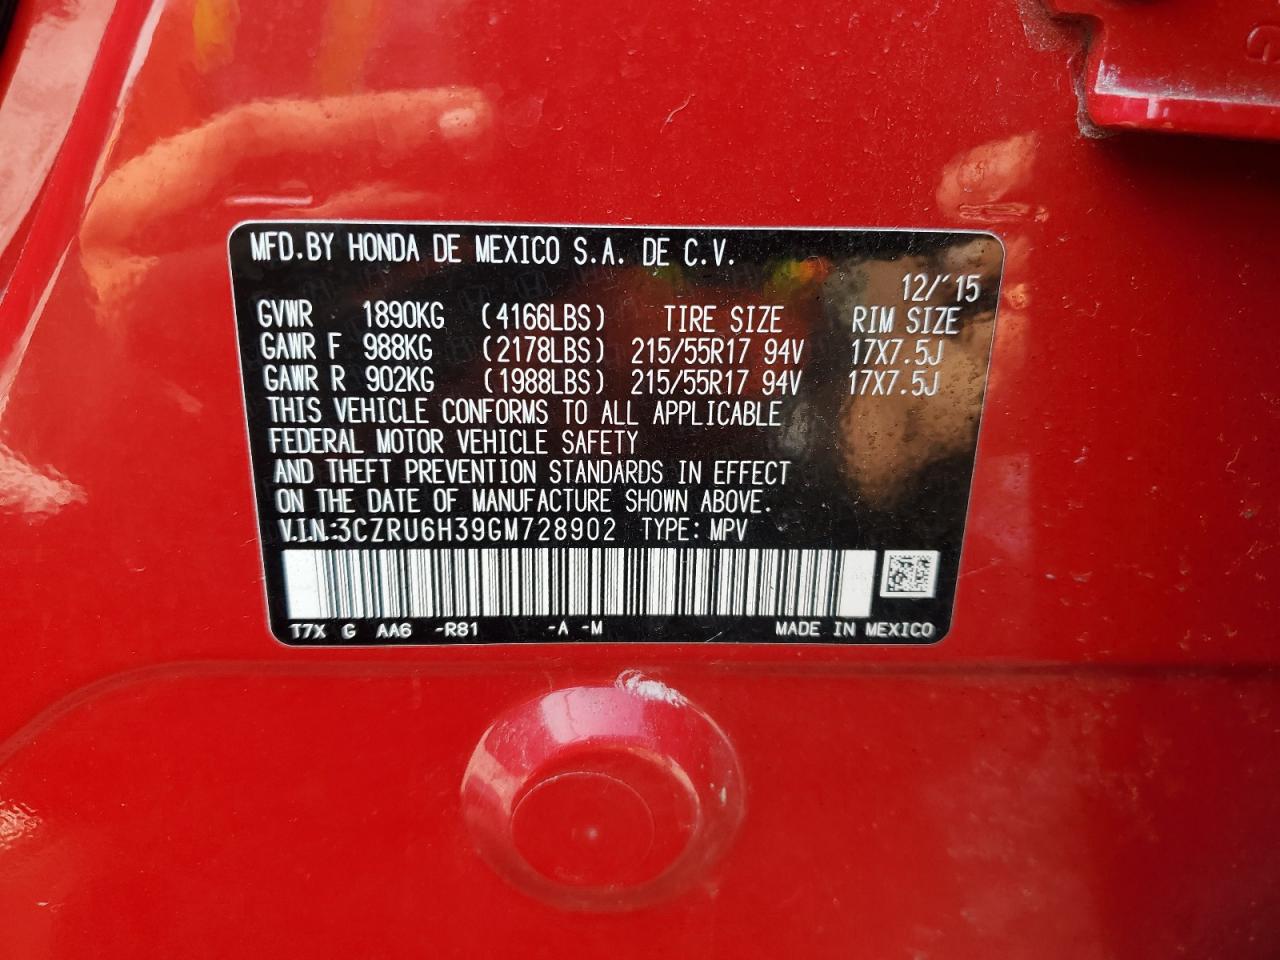 MFD.BY HONDA DE MEXICO S.A. DE C.V.
12/'15
GVWR 1890KG (4166LBS) TIRE SIZE RIM SIZE
GAWR F 988KG (2178LBS) 215/55R17 94V 17X7.5J
GAWR R 902KG (1988LBS) 215/55R17 94V 17X7.5J
THIS VEHICLE CONFORMS TO ALL APPLICABLE
FEDERAL MOTOR VEHICLE SAFETY
AND THEFT PREVENTION STANDARDS IN EFFECT
ON THE DATE OF MANUFACTURE SHOWN ABOVE.
V.I.N.:3CZRU6H39GM728902 TYPE: MPV
T7X G AA6 -R81 -A -M MADE IN MEXICO